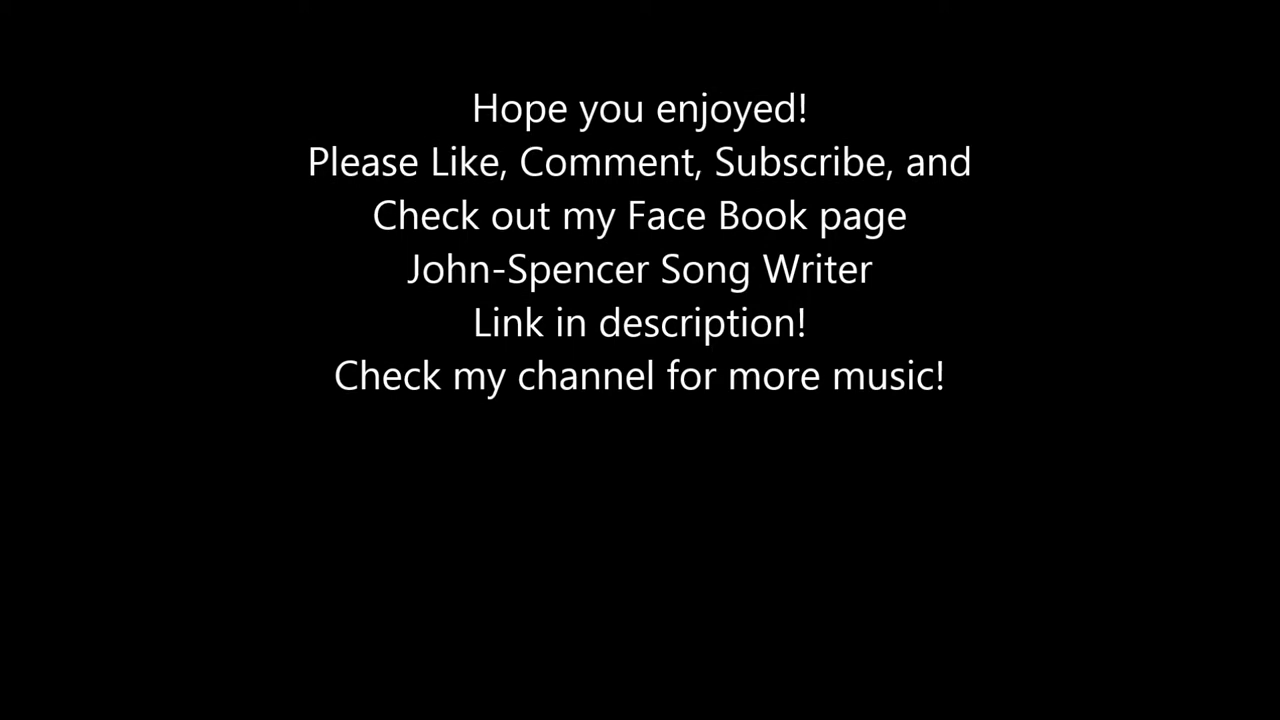 Hope you enjoyed!
Please Like, Comment, Subscribe, and
Check out my Face Book page
John-Spencer Song Writer
Link in description!
Check my channel for more music!